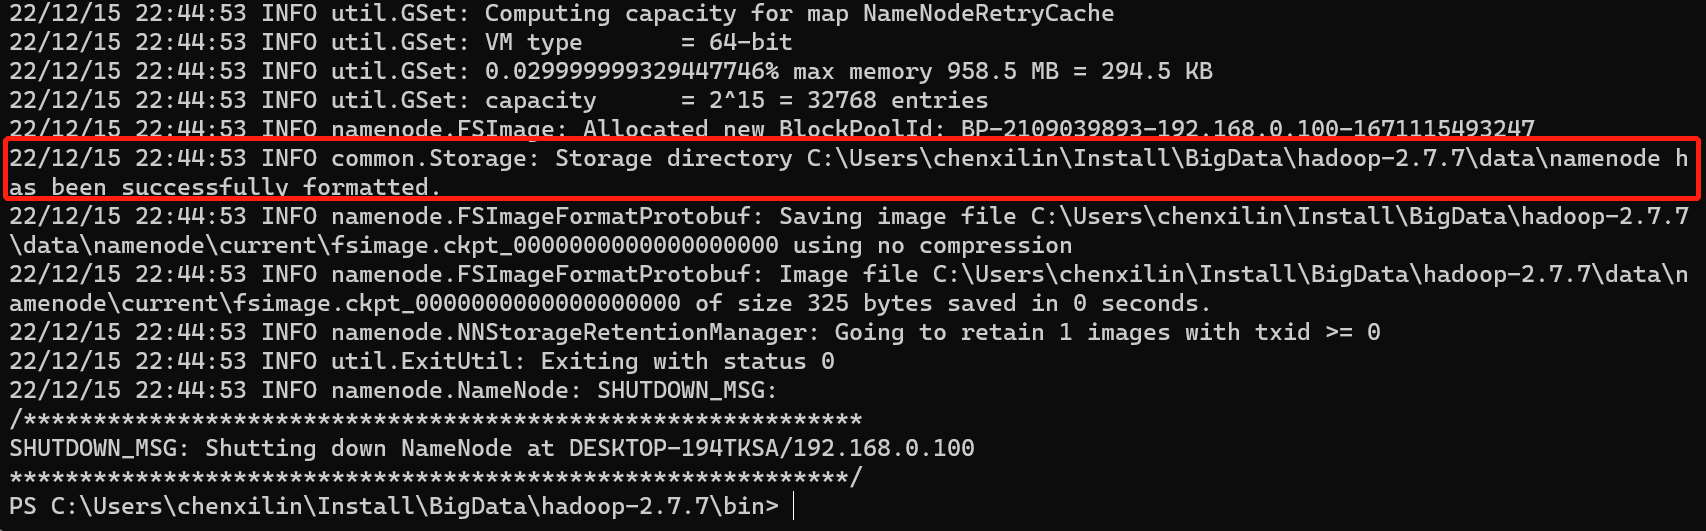 22/12/15 22:44:53 INFO util.GSet: Computing capacity for map NameNodeRetryCache
22/12/15 22:44:53 INFO util.GSet: VM type       = 64-bit
22/12/15 22:44:53 INFO util.GSet: 0.029999999329447746% max memory 958.5 MB = 294.5 KB
22/12/15 22:44:53 INFO util.GSet: capacity      = 2^15 = 32768 entries
22/12/15 22:44:53 INFO namenode.FSImage: Allocated new BlockPoolId: BP-2109039893-192.168.0.100-1671115493247
22/12/15 22:44:53 INFO common.Storage: Storage directory C:\Users\chenxilin\Install\BigData\hadoop-2.7.7\data\namenode h
as been successfully formatted.
22/12/15 22:44:53 INFO namenode.FSImageFormatProtobuf: Saving image file C:\Users\chenxilin\Install\BigData\hadoop-2.7.7
\data\namenode\current\fsimage.ckpt_0000000000000000000 using no compression
22/12/15 22:44:53 INFO namenode.FSImageFormatProtobuf: Image file C:\Users\chenxilin\Install\BigData\hadoop-2.7.7\data\n
amenode\current\fsimage.ckpt_0000000000000000000 of size 325 bytes saved in 0 seconds.
22/12/15 22:44:53 INFO namenode.NNStorageRetentionManager: Going to retain 1 images with txid >= 0
22/12/15 22:44:53 INFO util.ExitUtil: Exiting with status 0
22/12/15 22:44:53 INFO namenode.NameNode: SHUTDOWN_MSG:
/************************************************************
SHUTDOWN_MSG: Shutting down NameNode at DESKTOP-194TKSA/192.168.0.100
************************************************************/
PS C:\Users\chenxilin\Install\BigData\hadoop-2.7.7\bin>